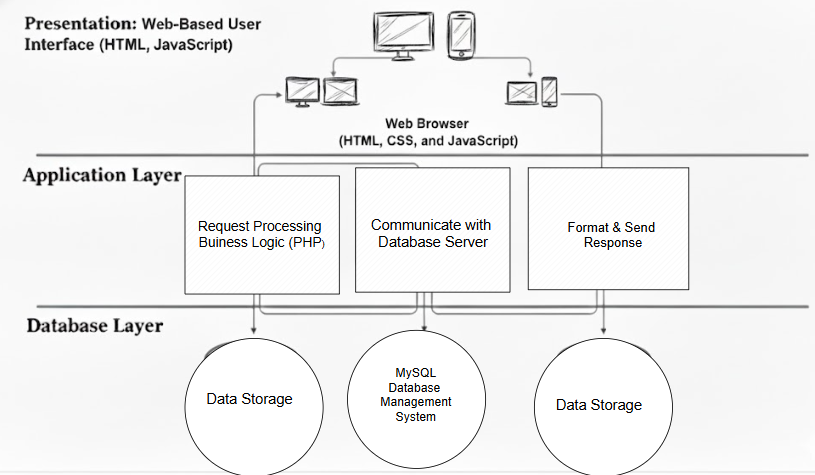 Presentation: Web-Based User
Interface (HTML, JavaScript)
Web Browser
(HTML, CSS, and JavaScript)
Application Layer
Request Processing
Buiness Logic (PHP)
Communicate with
Database Server
Format & Send
Response
Database Layer
Data Storage
MySQL
Database
Management
System
Data Storage